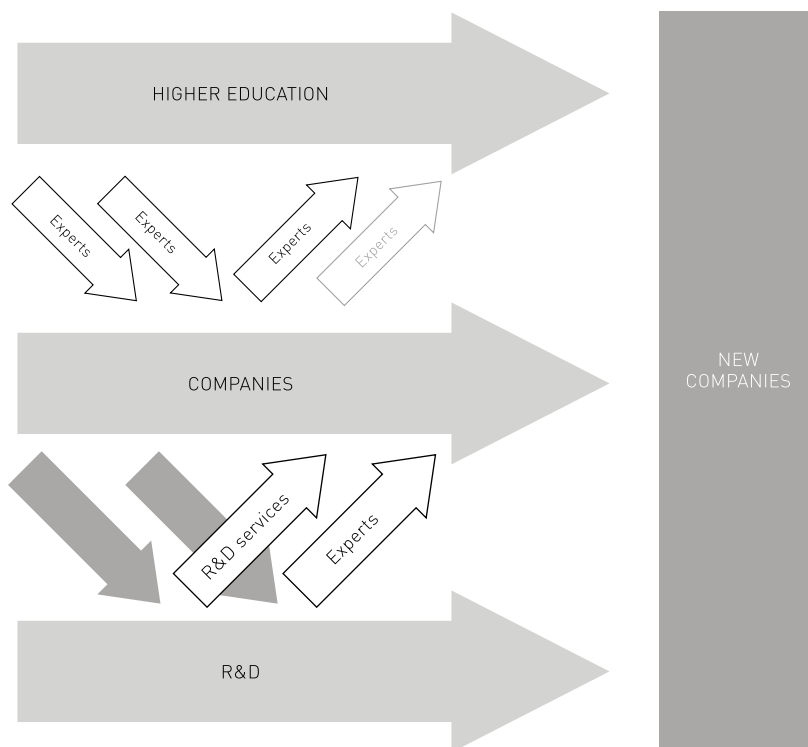 HIGHER EDUCATION
Experts
Experts
Experts
Experts
COMPANIES
NEW
COMPANIES
R&D services
Experts
R&D